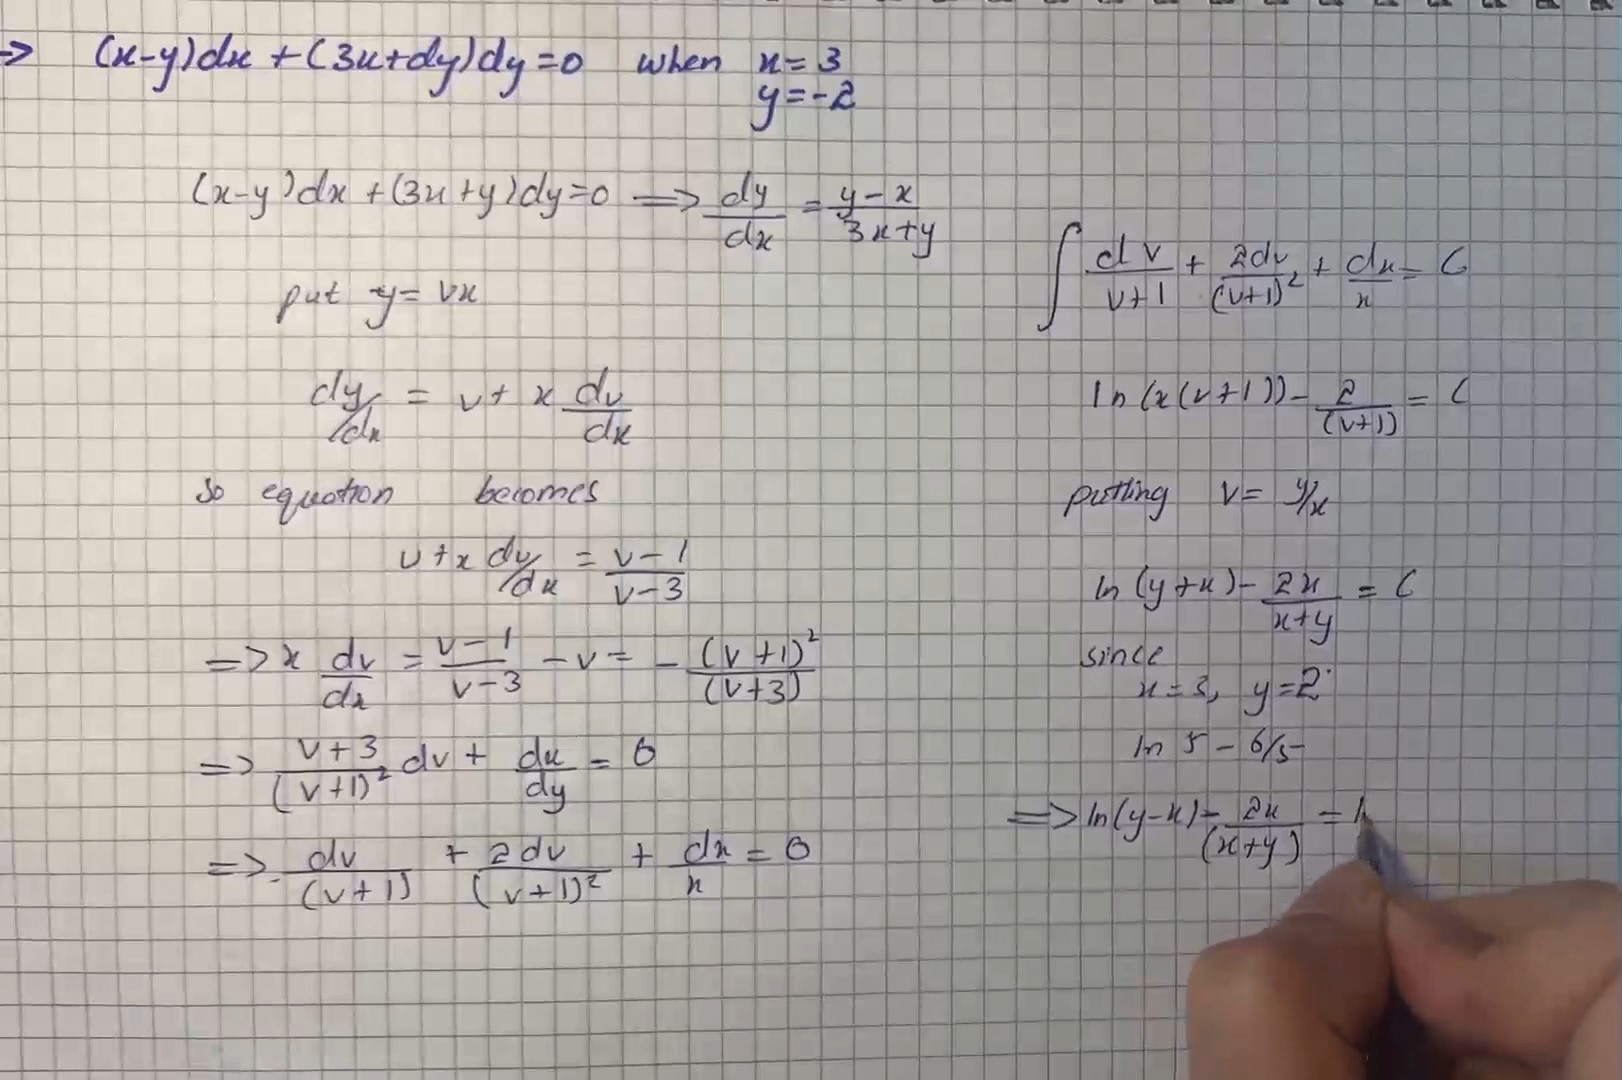 => (x-y)dx + (3x+dy)dy=0 when x=3
y=-2
(x-y)dx + (3x+y)dy=0 => dy/dx = y-x/3x+y
put y= vx
dy/dx = v+ x dv/dx
So equation becomes
v+x dv/dx = v-1/v-3
=> x dv/dx = v-1/v-3 -v= - (v+1)²/(v+3)
=> v+3/(v+1)² dv + dx/dy = 0
=> dv/(v+1) + 2dv/(v+1)² + dx/x = 0
∫ dv/v+1 + 2dv/(v+1)² + dx/x = C
ln(x(v+1)) - 2/(v+1) = C
putting v= y/x
ln(y+x) - 2x/x+y = C
since
x=3, y=2
ln 5 - 6/5
=> ln(y-x) - 2x/(x+y) =